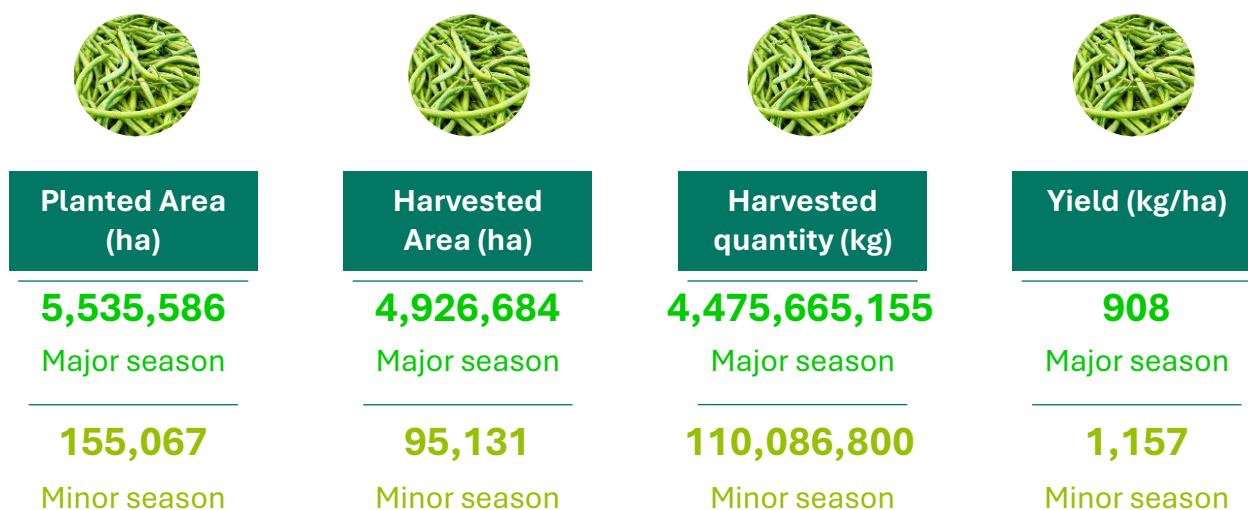 Planted Area
(ha)
Harvested
Area (ha)
Harvested
quantity (kg)
Yield (kg/ha)
5,535,586
4,926,684
4,475,665,155
908
Major season
Major season
Major season
Major season
155,067
95,131
110,086,800
1,157
Minor season
Minor season
Minor season
Minor season